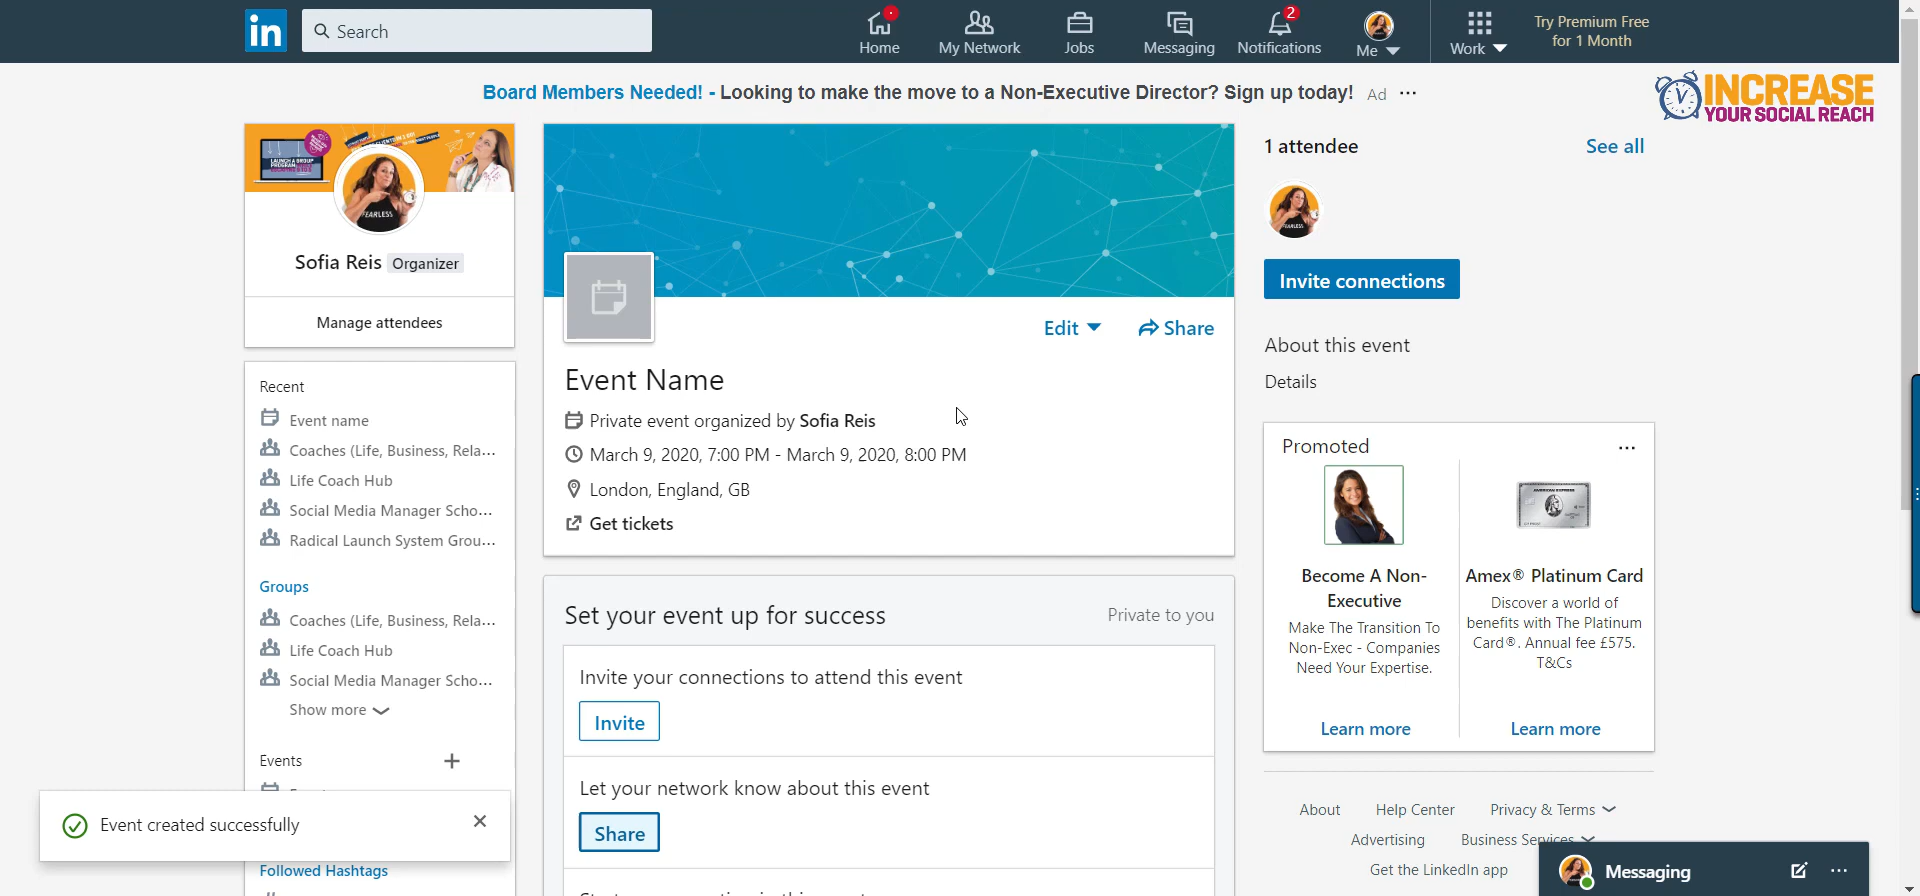 in
Search
Home
My Network
Jobs
Messaging
2
Notifications
Me
Work
Try Premium Free
for 1 Month
Board Members Needed! - Looking to make the move to a Non-Executive Director? Sign up today! Ad ···
INCREASE
YOUR SOCIAL REACH
LAUNCH A GROUP
PROGRAM
FEARLESS
Sofia Reis Organizer
Manage attendees
Recent
Event name
Coaches (Life, Business, Rela...
Life Coach Hub
Social Media Manager Scho...
Radical Launch System Grou...
Groups
Coaches (Life, Business, Rela...
Life Coach Hub
Social Media Manager Scho...
Show more
Events
Event created successfully
Followed Hashtags
Edit
Share
Event Name
Private event organized by Sofia Reis
March 9, 2020, 7:00 PM - March 9, 2020, 8:00 PM
London, England, GB
Get tickets
Set your event up for success
Private to you
Invite your connections to attend this event
Invite
Let your network know about this event
Share
1 attendee
See all
Invite connections
About this event
Details
Promoted
Become A Non-
Executive
Make The Transition To
Non-Exec - Companies
Need Your Expertise.
Learn more
AMERICAN EXPRESS
Amex® Platinum Card
Discover a world of
benefits with The Platinum
Card®. Annual fee £575.
T&Cs
Learn more
About
Help Center
Privacy & Terms
Advertising
Business Services
Get the LinkedIn app
Messaging